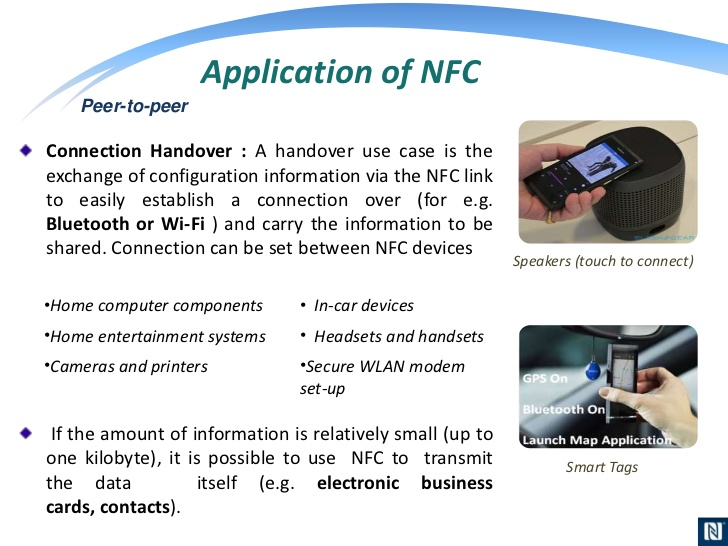 Application of NFC
Peer-to-peer
Connection Handover : A handover use case is the
exchange of configuration information via the NFC link
to easily establish a connection over (for e.g.
Bluetooth or Wi-Fi ) and carry the information to be
shared. Connection can be set between NFC devices
Speakers (touch to connect)
•Home computer components
•Home entertainment systems
•Cameras and printers
• In-car devices
• Headsets and handsets
•Secure WLAN modem
set-up
GPS On
Bluetooth On
Launch Map Application
Smart Tags
If the amount of information is relatively small (up to
one kilobyte), it is possible to use NFC to transmit
the data itself (e.g. electronic business
cards, contacts).